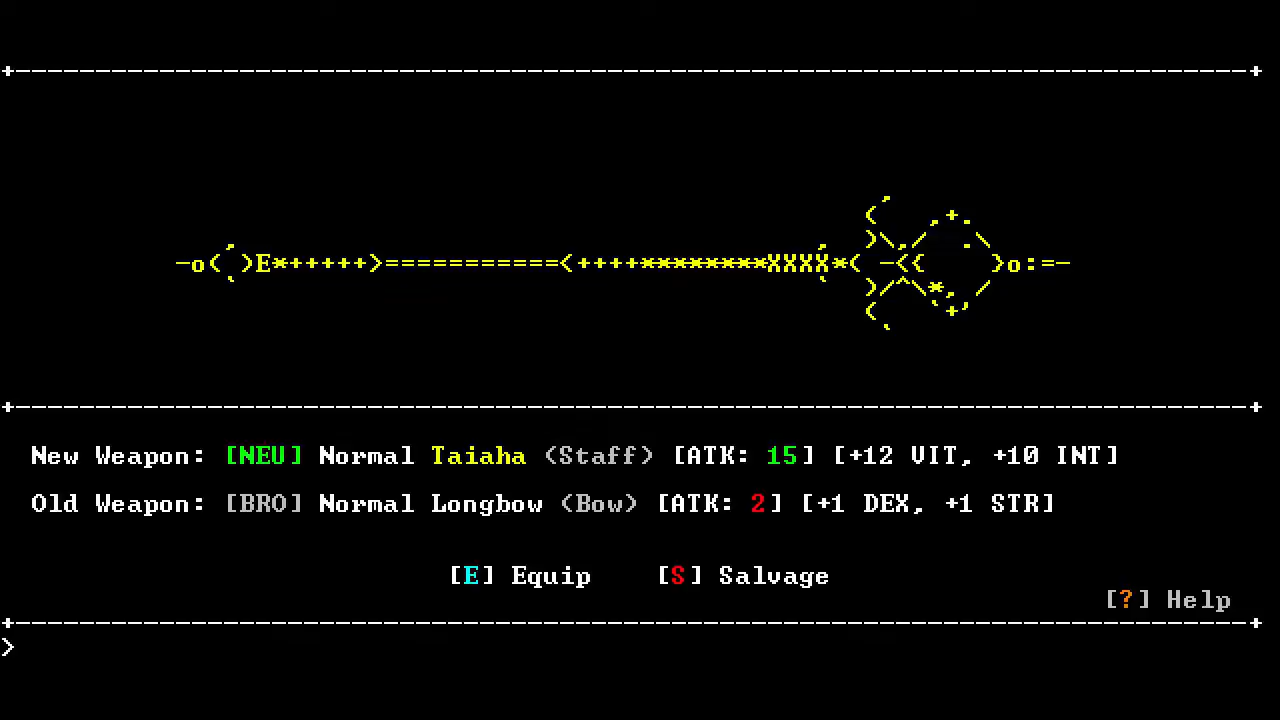 New Weapon: [NEU] Normal Taiaha (Staff) [ATK: 15] [+12 VIT, +10 INT]
Old Weapon: [BRO] Normal Longbow (Bow) [ATK: 2] [+1 DEX, +1 STR]
[E] Equip [S] Salvage
[?] Help
>